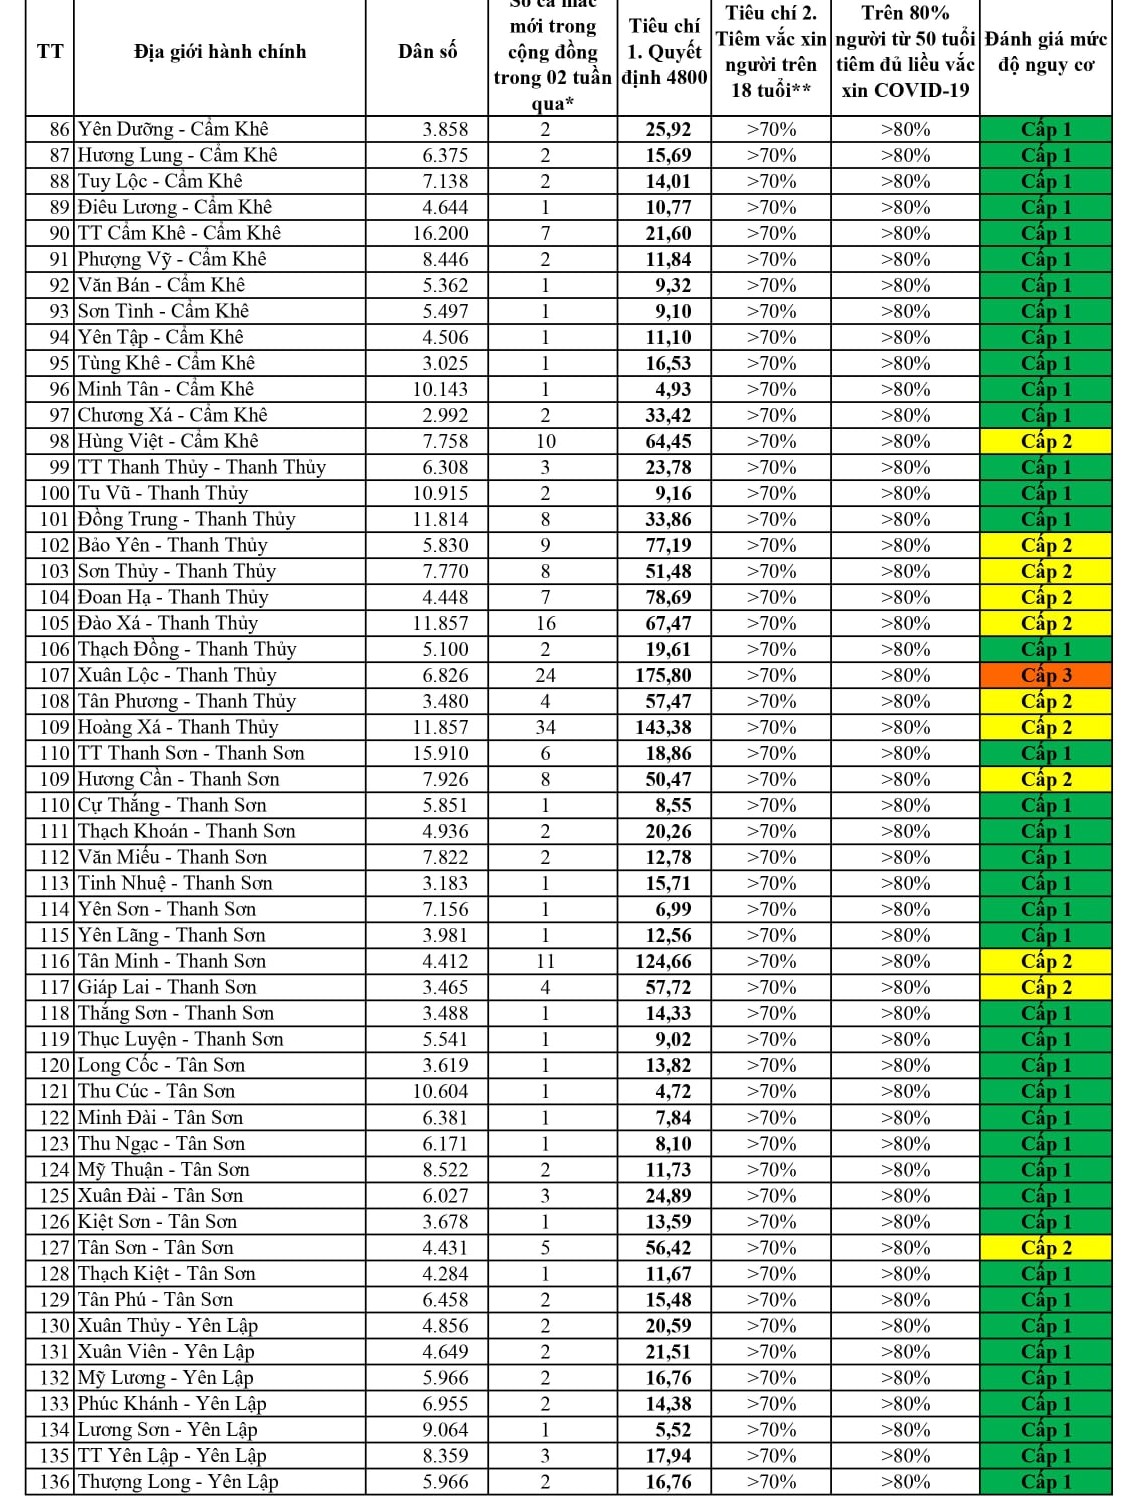 TT Địa giới hành chính Dân số Số ca mắc mới trong cộng đồng trong 02 tuần qua* Tiêu chí 1. Quyết định 4800 Tiêu chí 2. Tiêm vắc xin người trên 18 tuổi** Trên 80% người từ 50 tuổi tiêm đủ liều vắc xin COVID-19 Đánh giá mức độ nguy cơ
86 Yên Dưỡng - Cẩm Khê 3.858 2 25,92 >70% >80% Cấp 1
87 Hương Lung - Cẩm Khê 6.375 2 15,69 >70% >80% Cấp 1
88 Tuy Lộc - Cẩm Khê 7.138 2 14,01 >70% >80% Cấp 1
89 Điêu Lương - Cẩm Khê 4.644 1 10,77 >70% >80% Cấp 1
90 TT Cẩm Khê - Cẩm Khê 16.200 7 21,60 >70% >80% Cấp 1
91 Phượng Vỹ - Cẩm Khê 8.446 2 11,84 >70% >80% Cấp 1
92 Văn Bán - Cẩm Khê 5.362 1 9,32 >70% >80% Cấp 1
93 Sơn Tình - Cẩm Khê 5.497 1 9,10 >70% >80% Cấp 1
94 Yên Tập - Cẩm Khê 4.506 1 11,10 >70% >80% Cấp 1
95 Tùng Khê - Cẩm Khê 3.025 1 16,53 >70% >80% Cấp 1
96 Minh Tân - Cẩm Khê 10.143 1 4,93 >70% >80% Cấp 1
97 Chương Xá - Cẩm Khê 2.992 2 33,42 >70% >80% Cấp 1
98 Hùng Việt - Cẩm Khê 7.758 10 64,45 >70% >80% Cấp 2
99 TT Thanh Thủy - Thanh Thủy 6.308 3 23,78 >70% >80% Cấp 1
100 Tu Vũ - Thanh Thủy 10.915 2 9,16 >70% >80% Cấp 1
101 Đồng Trung - Thanh Thủy 11.814 8 33,86 >70% >80% Cấp 1
102 Bảo Yên - Thanh Thủy 5.830 9 77,19 >70% >80% Cấp 2
103 Sơn Thủy - Thanh Thủy 7.770 8 51,48 >70% >80% Cấp 2
104 Đoan Hạ - Thanh Thủy 4.448 7 78,69 >70% >80% Cấp 2
105 Đào Xá - Thanh Thủy 11.857 16 67,47 >70% >80% Cấp 2
106 Thạch Đồng - Thanh Thủy 5.100 2 19,61 >70% >80% Cấp 1
107 Xuân Lộc - Thanh Thủy 6.826 24 175,80 >70% >80% Cấp 3
108 Tân Phương - Thanh Thủy 3.480 4 57,47 >70% >80% Cấp 2
109 Hoàng Xá - Thanh Thủy 11.857 34 143,38 >70% >80% Cấp 2
110 TT Thanh Sơn - Thanh Sơn 15.910 6 18,86 >70% >80% Cấp 1
109 Hương Cần - Thanh Sơn 7.926 8 50,47 >70% >80% Cấp 2
110 Cự Thắng - Thanh Sơn 5.851 1 8,55 >70% >80% Cấp 1
111 Thạch Khoán - Thanh Sơn 4.936 2 20,26 >70% >80% Cấp 1
112 Văn Miếu - Thanh Sơn 7.822 2 12,78 >70% >80% Cấp 1
113 Tinh Nhuệ - Thanh Sơn 3.183 1 15,71 >70% >80% Cấp 1
114 Yên Sơn - Thanh Sơn 7.156 1 6,99 >70% >80% Cấp 1
115 Yên Lãng - Thanh Sơn 3.981 1 12,56 >70% >80% Cấp 1
116 Tân Minh - Thanh Sơn 4.412 11 124,66 >70% >80% Cấp 2
117 Giáp Lai - Thanh Sơn 3.465 4 57,72 >70% >80% Cấp 2
118 Thắng Sơn - Thanh Sơn 3.488 1 14,33 >70% >80% Cấp 1
119 Thục Luyện - Thanh Sơn 5.541 1 9,02 >70% >80% Cấp 1
120 Long Cốc - Tân Sơn 3.619 1 13,82 >70% >80% Cấp 1
121 Thu Cúc - Tân Sơn 10.604 1 4,72 >70% >80% Cấp 1
122 Minh Đài - Tân Sơn 6.381 1 7,84 >70% >80% Cấp 1
123 Thu Ngạc - Tân Sơn 6.171 1 8,10 >70% >80% Cấp 1
124 Mỹ Thuận - Tân Sơn 8.522 2 11,73 >70% >80% Cấp 1
125 Xuân Đài - Tân Sơn 6.027 3 24,89 >70% >80% Cấp 1
126 Kiệt Sơn - Tân Sơn 3.678 1 13,59 >70% >80% Cấp 1
127 Tân Sơn - Tân Sơn 4.431 5 56,42 >70% >80% Cấp 2
128 Thạch Kiệt - Tân Sơn 4.284 1 11,67 >70% >80% Cấp 1
129 Tân Phú - Tân Sơn 6.458 2 15,48 >70% >80% Cấp 1
130 Xuân Thủy - Yên Lập 4.856 2 20,59 >70% >80% Cấp 1
131 Xuân Viên - Yên Lập 4.649 2 21,51 >70% >80% Cấp 1
132 Mỹ Lương - Yên Lập 5.966 2 16,76 >70% >80% Cấp 1
133 Phúc Khánh - Yên Lập 6.955 2 14,38 >70% >80% Cấp 1
134 Lương Sơn - Yên Lập 9.064 1 5,52 >70% >80% Cấp 1
135 TT Yên Lập - Yên Lập 8.359 3 17,94 >70% >80% Cấp 1
136 Thượng Long - Yên Lập 5.966 2 16,76 >70% >80% Cấp 1